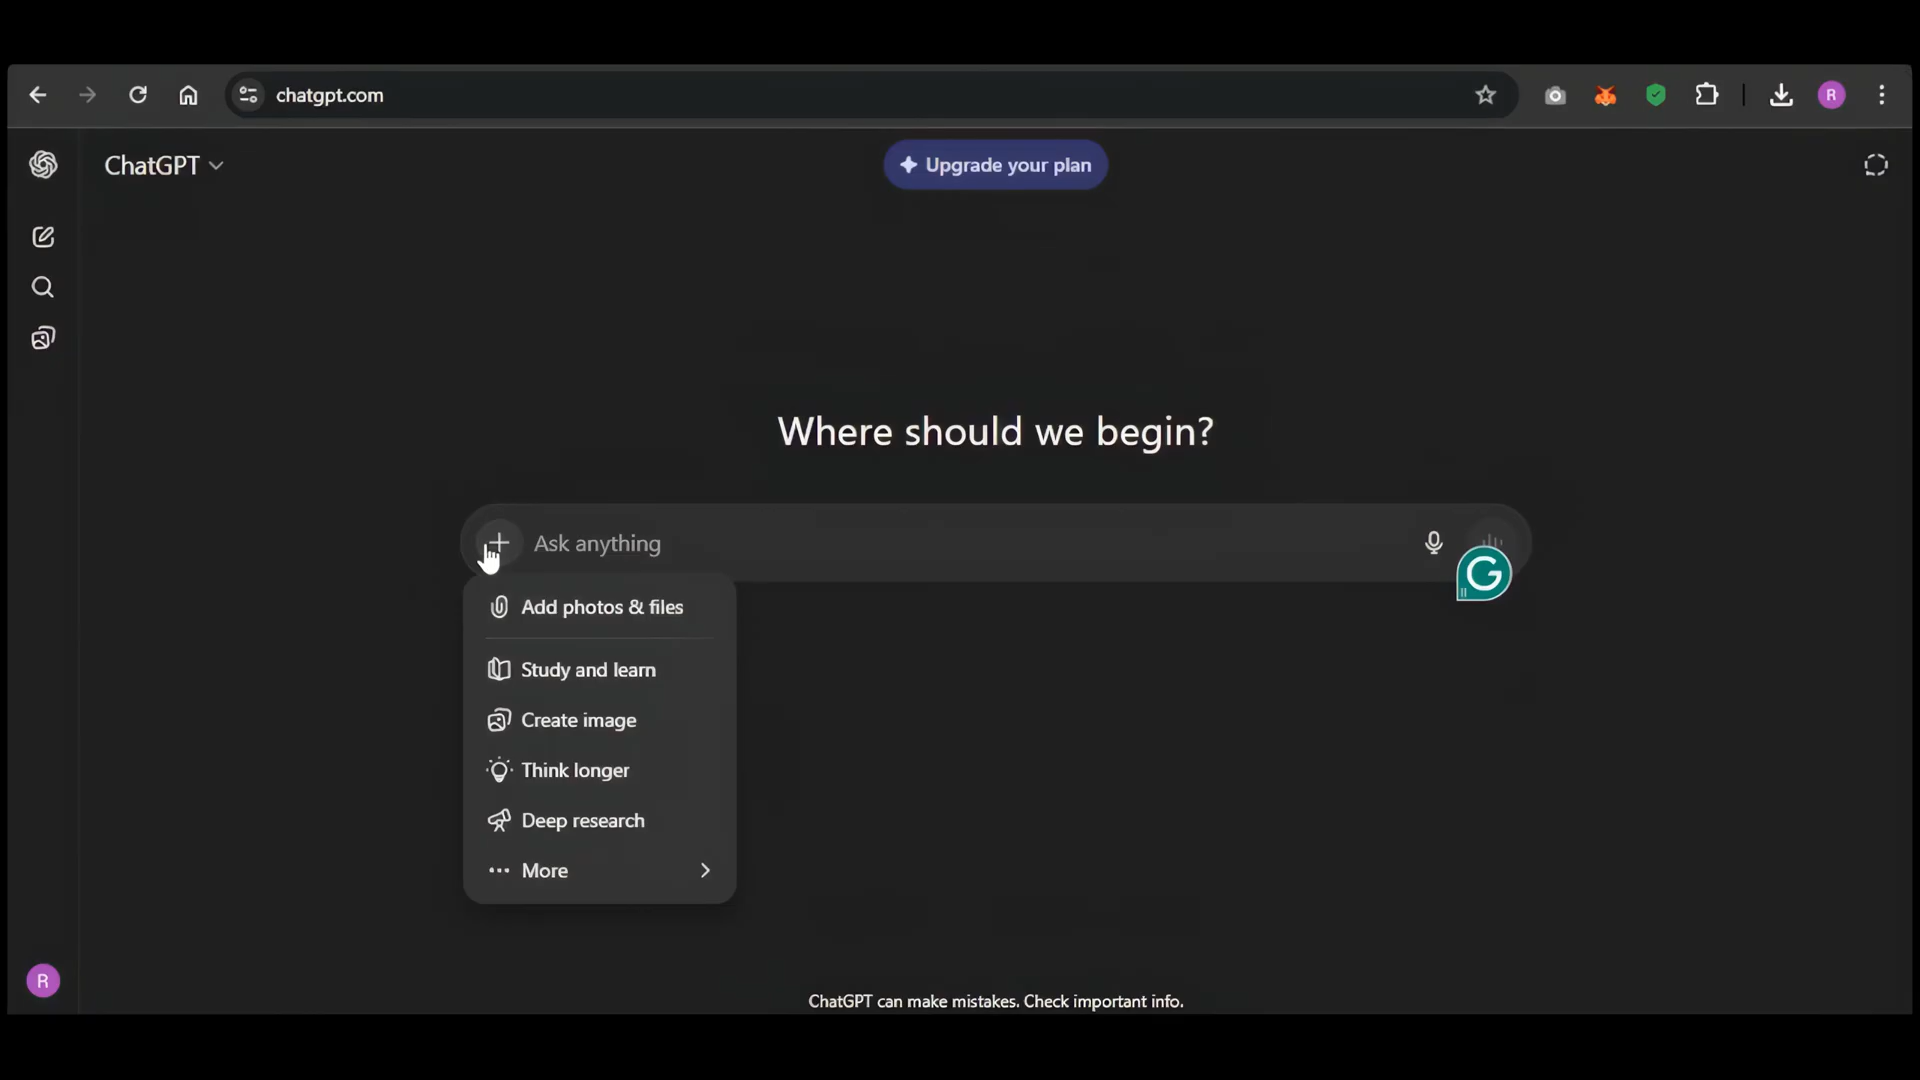 chatgpt.com
R
ChatGPT
Upgrade your plan
Where should we begin?
Ask anything
G
Add photos & files
Study and learn
Create image
Think longer
Deep research
More
R
ChatGPT can make mistakes. Check important info.